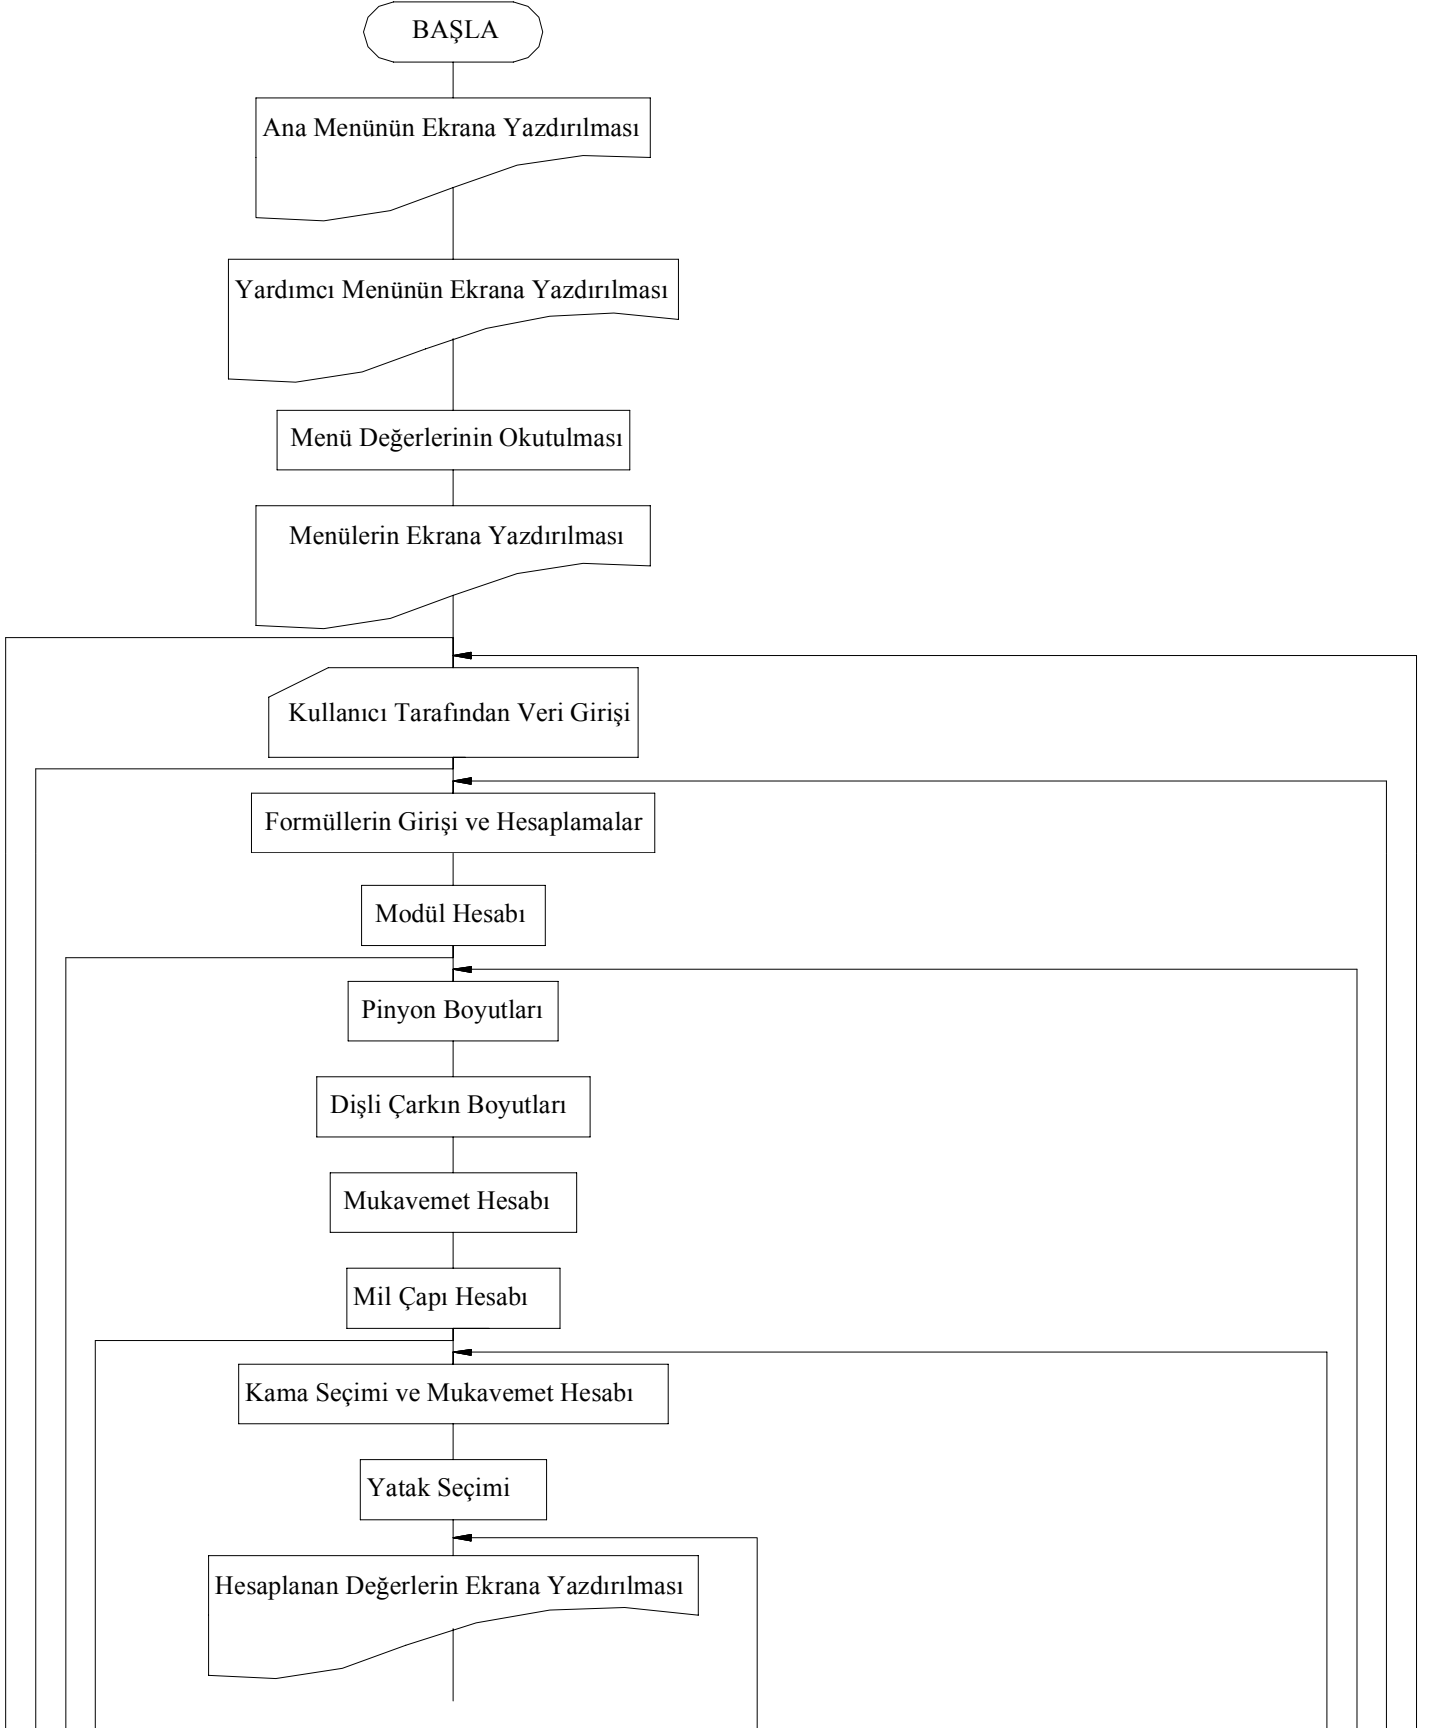 BAŞLA
Ana Menünün Ekrana Yazdırılması
Yardımcı Menünün Ekrana Yazdırılması
Menü Değerlerinin Okutulması
Menülerin Ekrana Yazdırılması
Kullanıcı Tarafından Veri Girişi
Formüllerin Girişi ve Hesaplamalar
Modül Hesabı
Pinyon Boyutları
Dişli Çarkın Boyutları
Mukavemet Hesabı
Mil Çapı Hesabı
Kama Seçimi ve Mukavemet Hesabı
Yatak Seçimi
Hesaplanan Değerlerin Ekrana Yazdırılması